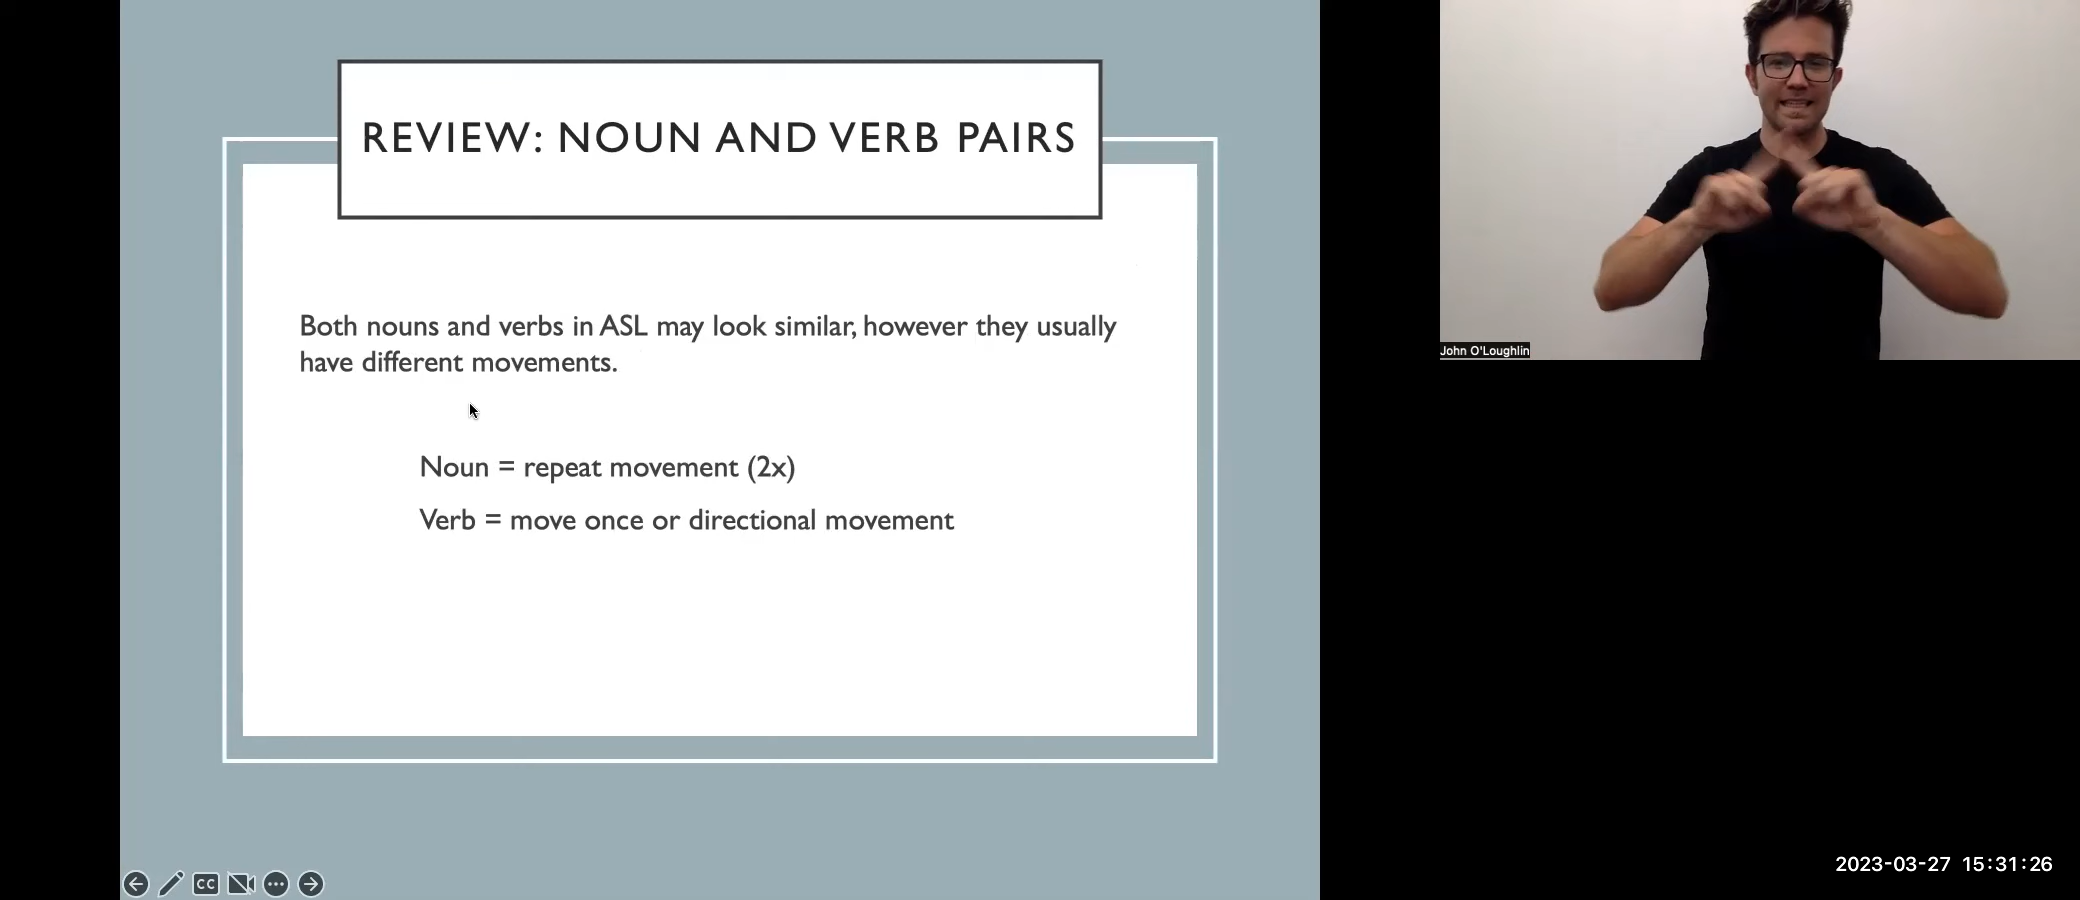 REVIEW: NOUN AND VERB PAIRS
Both nouns and verbs in ASL may look similar, however they usually
have different movements.
Noun = repeat movement (2x)
Verb = move once or directional movement
CC
John O'Loughlin
2023-03-27 15:31:26